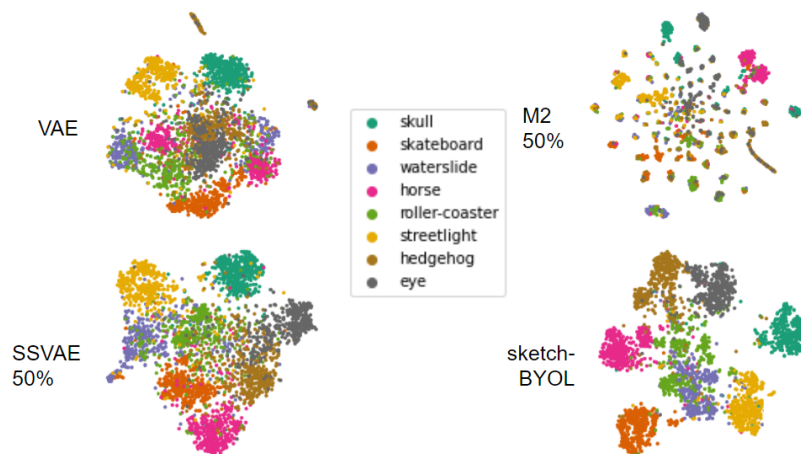 VAE
M2
50%
skull
skateboard
waterslide
horse
roller-coaster
streetlight
hedgehog
eye
SSVAE
50%
sketch-
BYOL